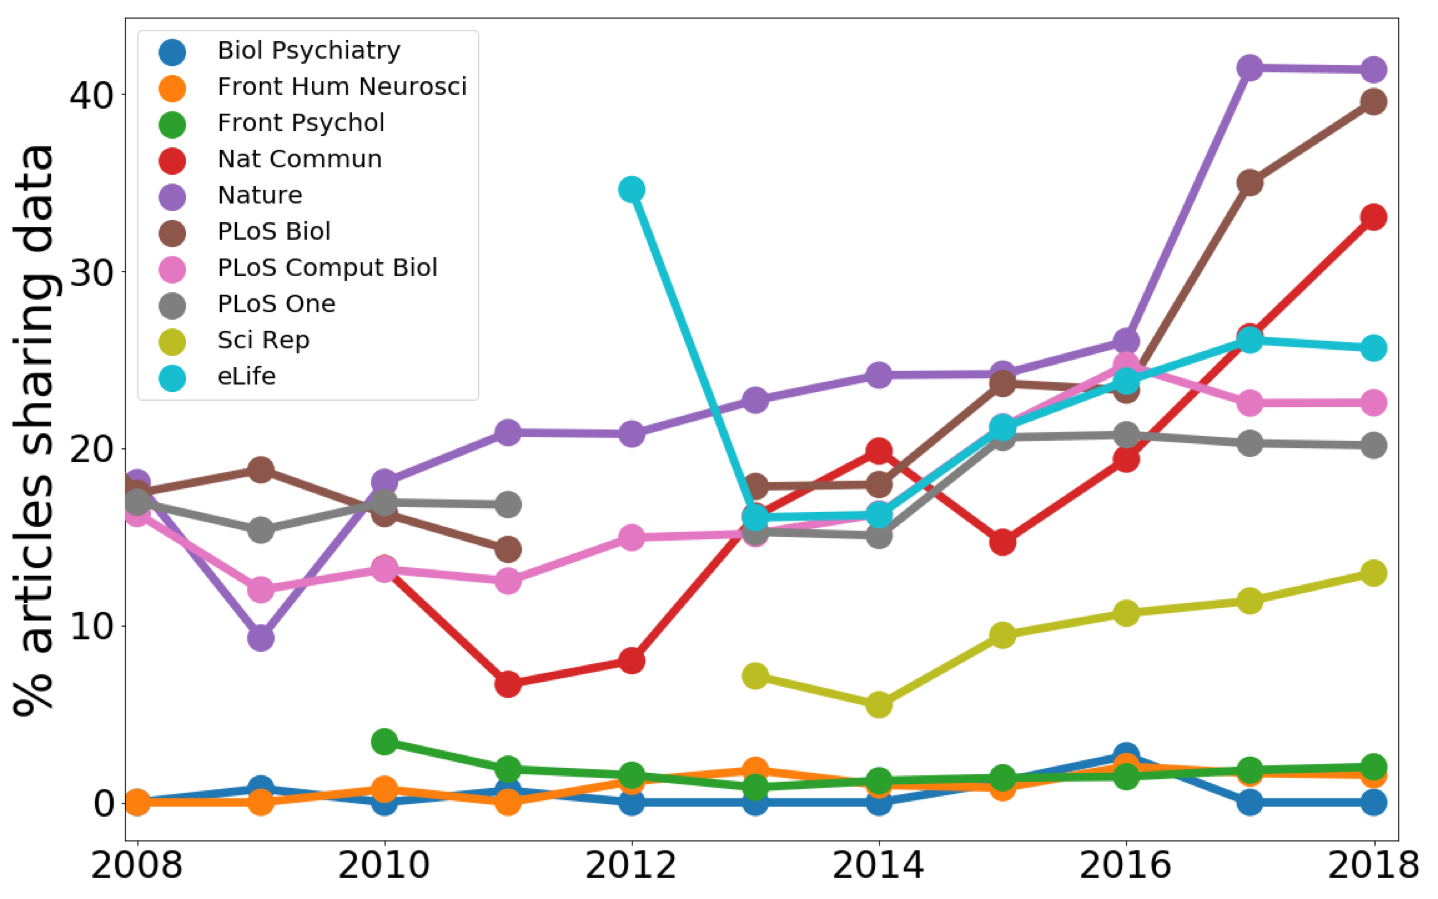 Biol Psychiatry
Front Hum Neurosci
Front Psychol
Nat Commun
Nature
PLoS Biol
PLoS Comput Biol
PLoS One
Sci Rep
eLife
% articles sharing data
40
30
20
10
0
2008 2010 2012 2014 2016 2018